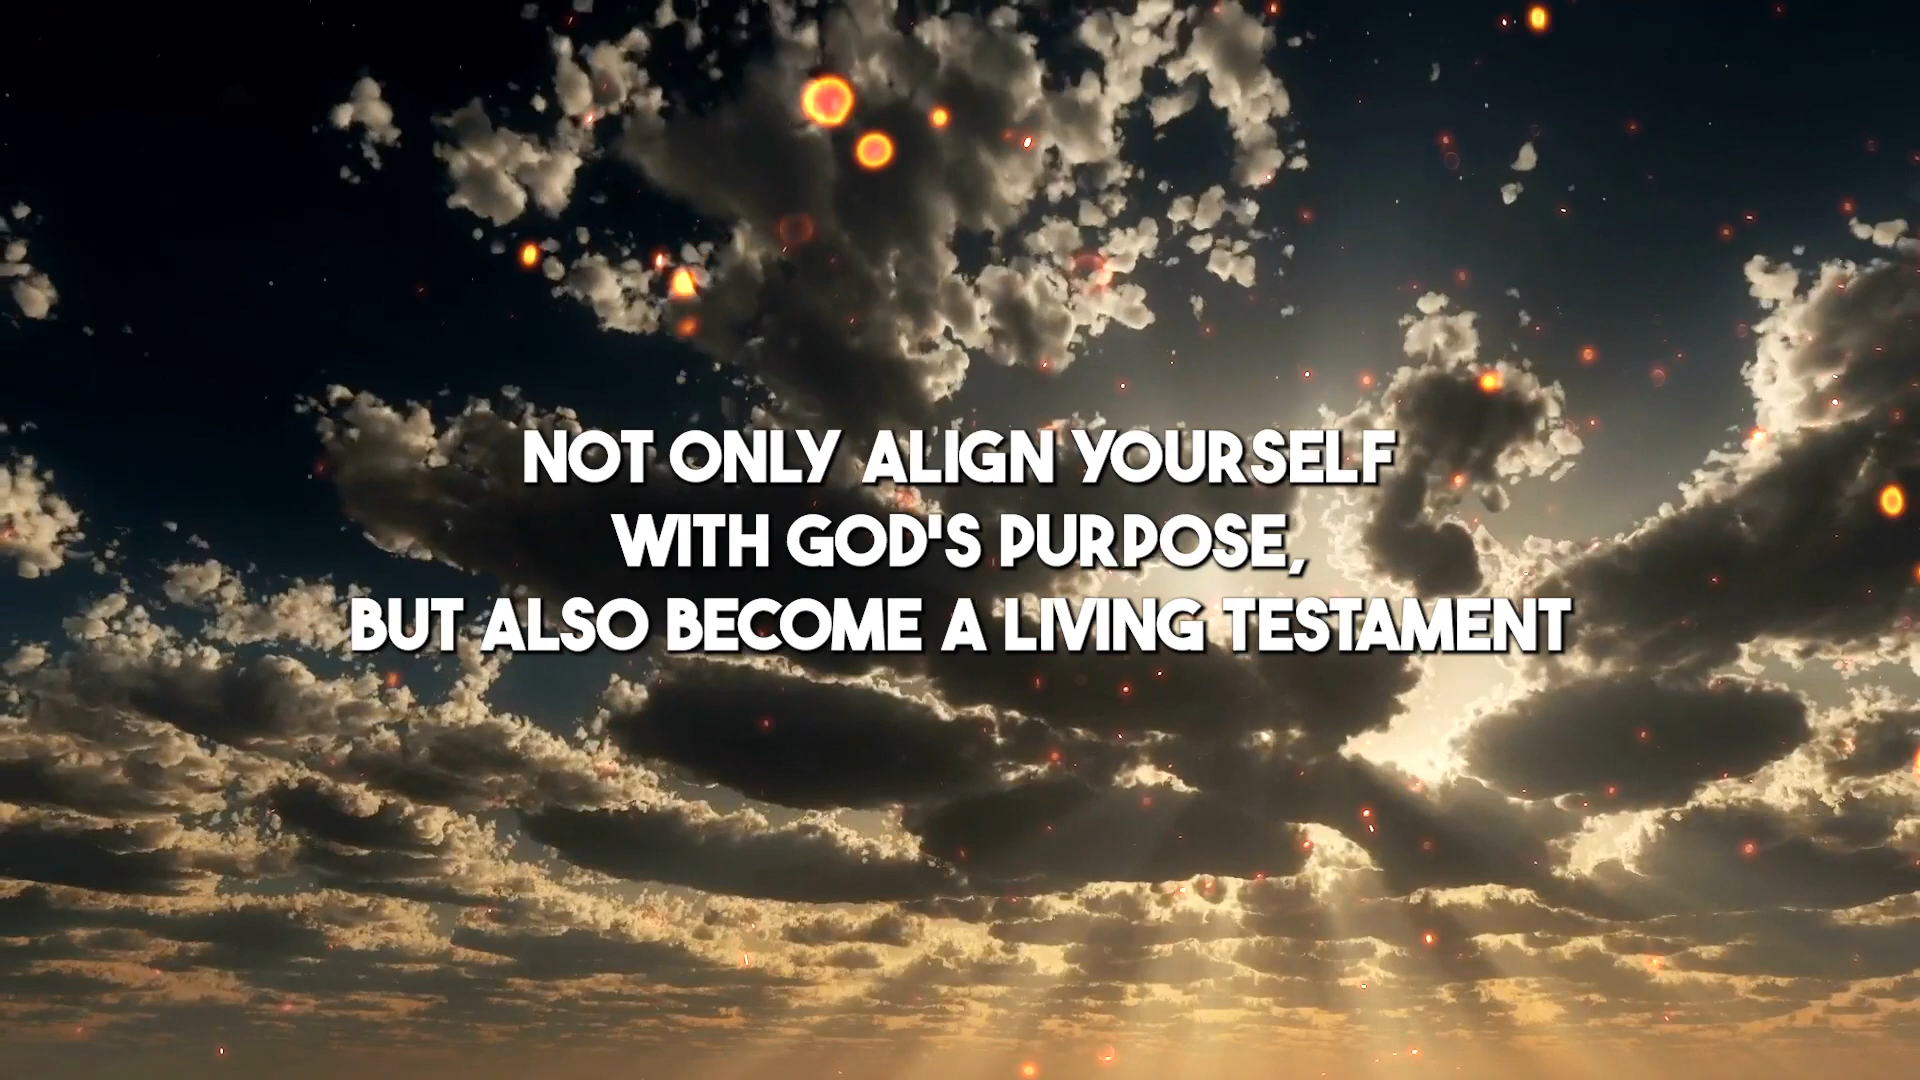 NOT ONLY ALIGN YOURSELF
WITH GOD'S PURPOSE,
BUT ALSO BECOME A LIVING TESTAMENT